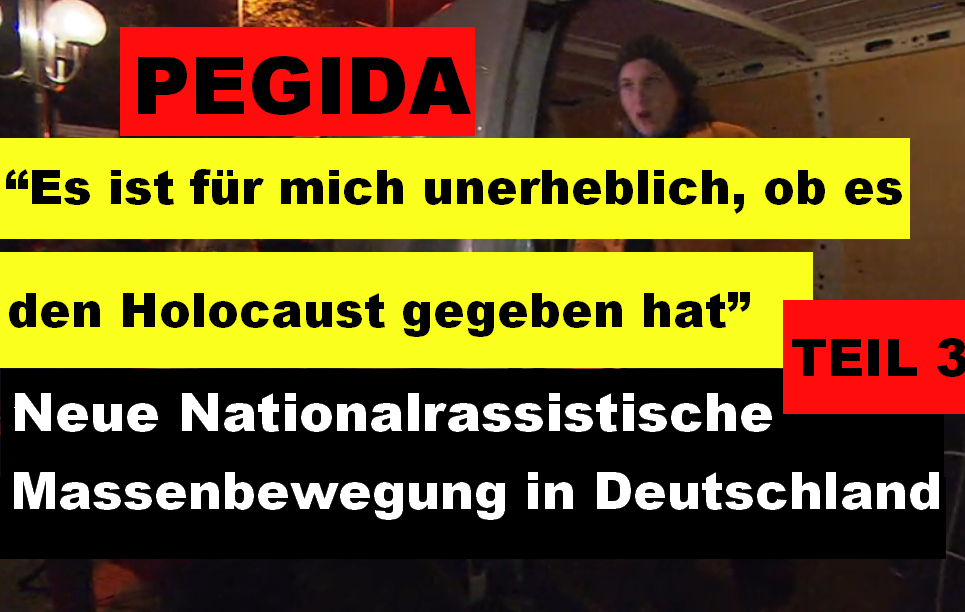 PEGIDA
“Es ist für mich unerheblich, ob es
den Holocaust gegeben hat”
TEIL 3
Neue Nationalrassistische
Massenbewegung in Deutschland